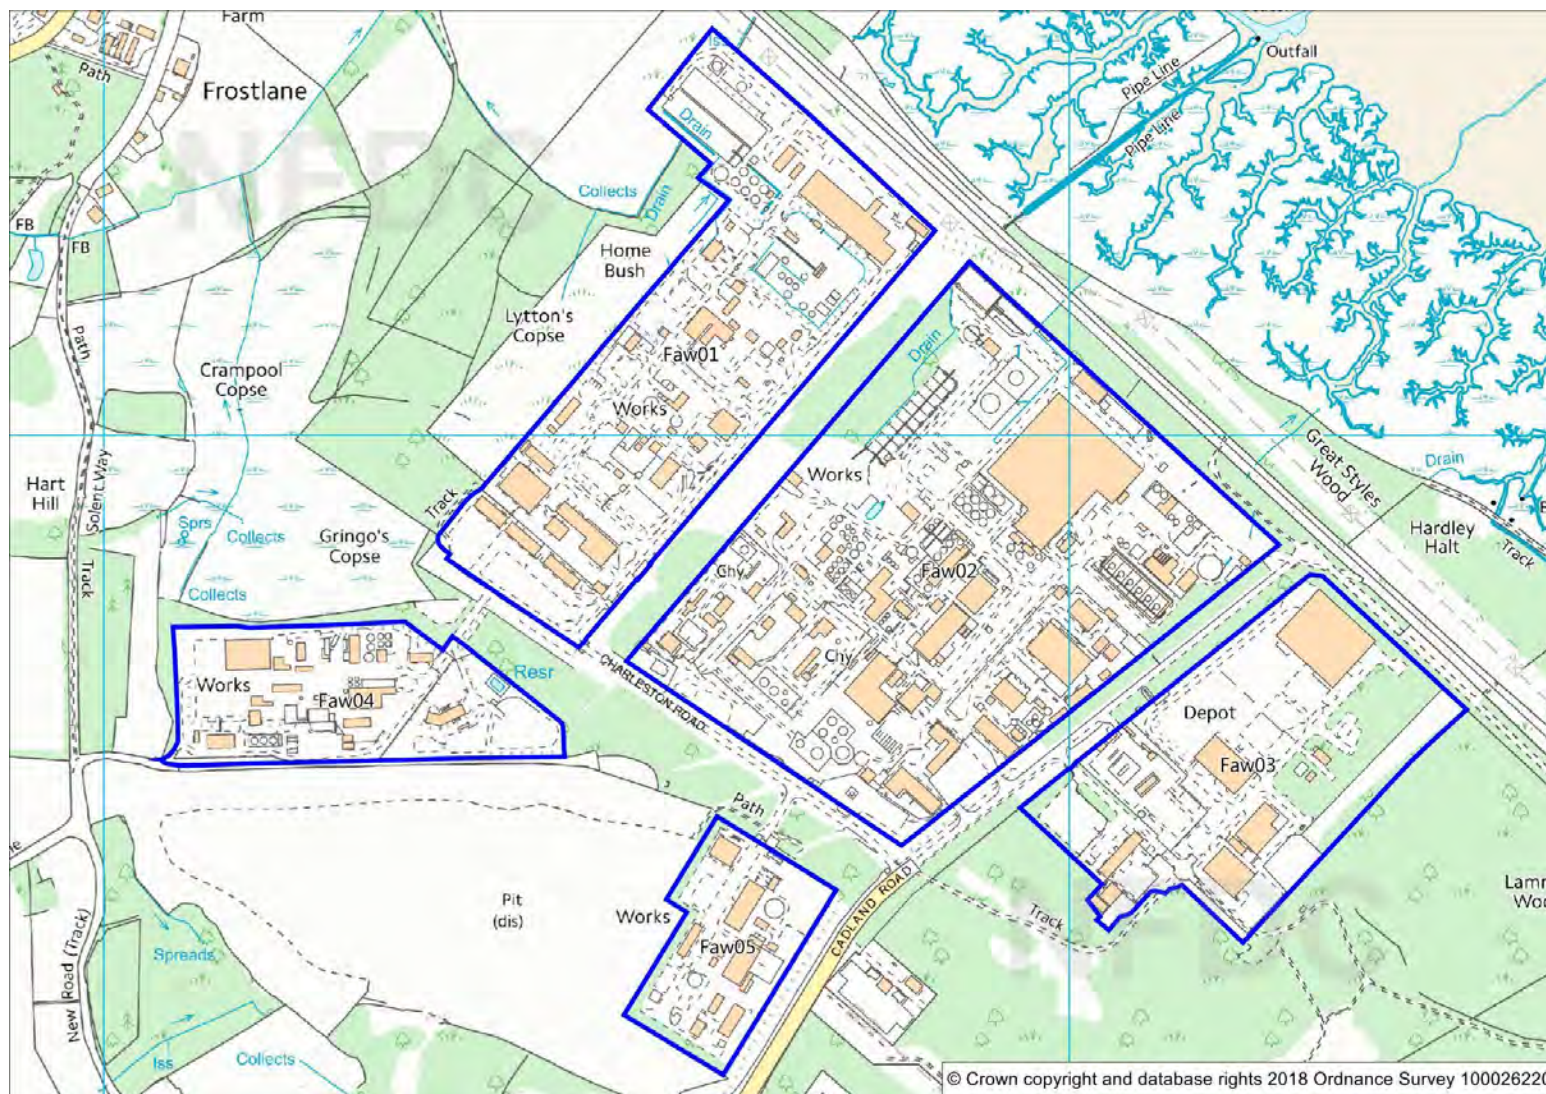 Farm
Path
Frostlane
Iss
Drain
Outfall
Pipe Line
Pipe Line
Collects
Drain
FB
FB
Home
Bush
Lytton's
Copse
Drain
Path
Crampool
Copse
Faw01
Works
Works
Great Styles
Wood
Drain
Hart
Hill
Solent Way
Track
Sprs
Collects
Gringo's
Copse
Hardley
Halt
Track
Track
Chy
Faw02
Collects
Chy
Works
Faw04
Resr
CHARLESTON ROAD
Depot
Faw03
Path
Pit
(dis)
Works
Faw05
CADLAND ROAD
Track
New Road (Track)
Spreads
Iss
Collects
NFDC
NFDC
© Crown copyright and database rights 2018 Ordnance Survey 100026220